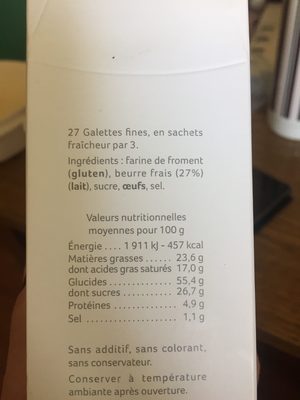 27 Galettes fines, en sachets
fraîcheur par 3.
Ingrédients : farine de froment
(gluten), beurre frais (27%)
(lait), sucre, œufs, sel.
Valeurs nutritionnelles
moyennes pour 100 g
Énergie .... 1 911 kJ - 457 kcal
Matières grasses ...... 23,6 g
dont acides gras saturés 17,0 g
Glucides ............. 55,4 g
dont sucres ........... 26,7 g
Protéines .............. 4,9 g
Sel .................... 1,1 g
Sans additif, sans colorant,
sans conservateur.
Conserver à température
ambiante après ouverture.